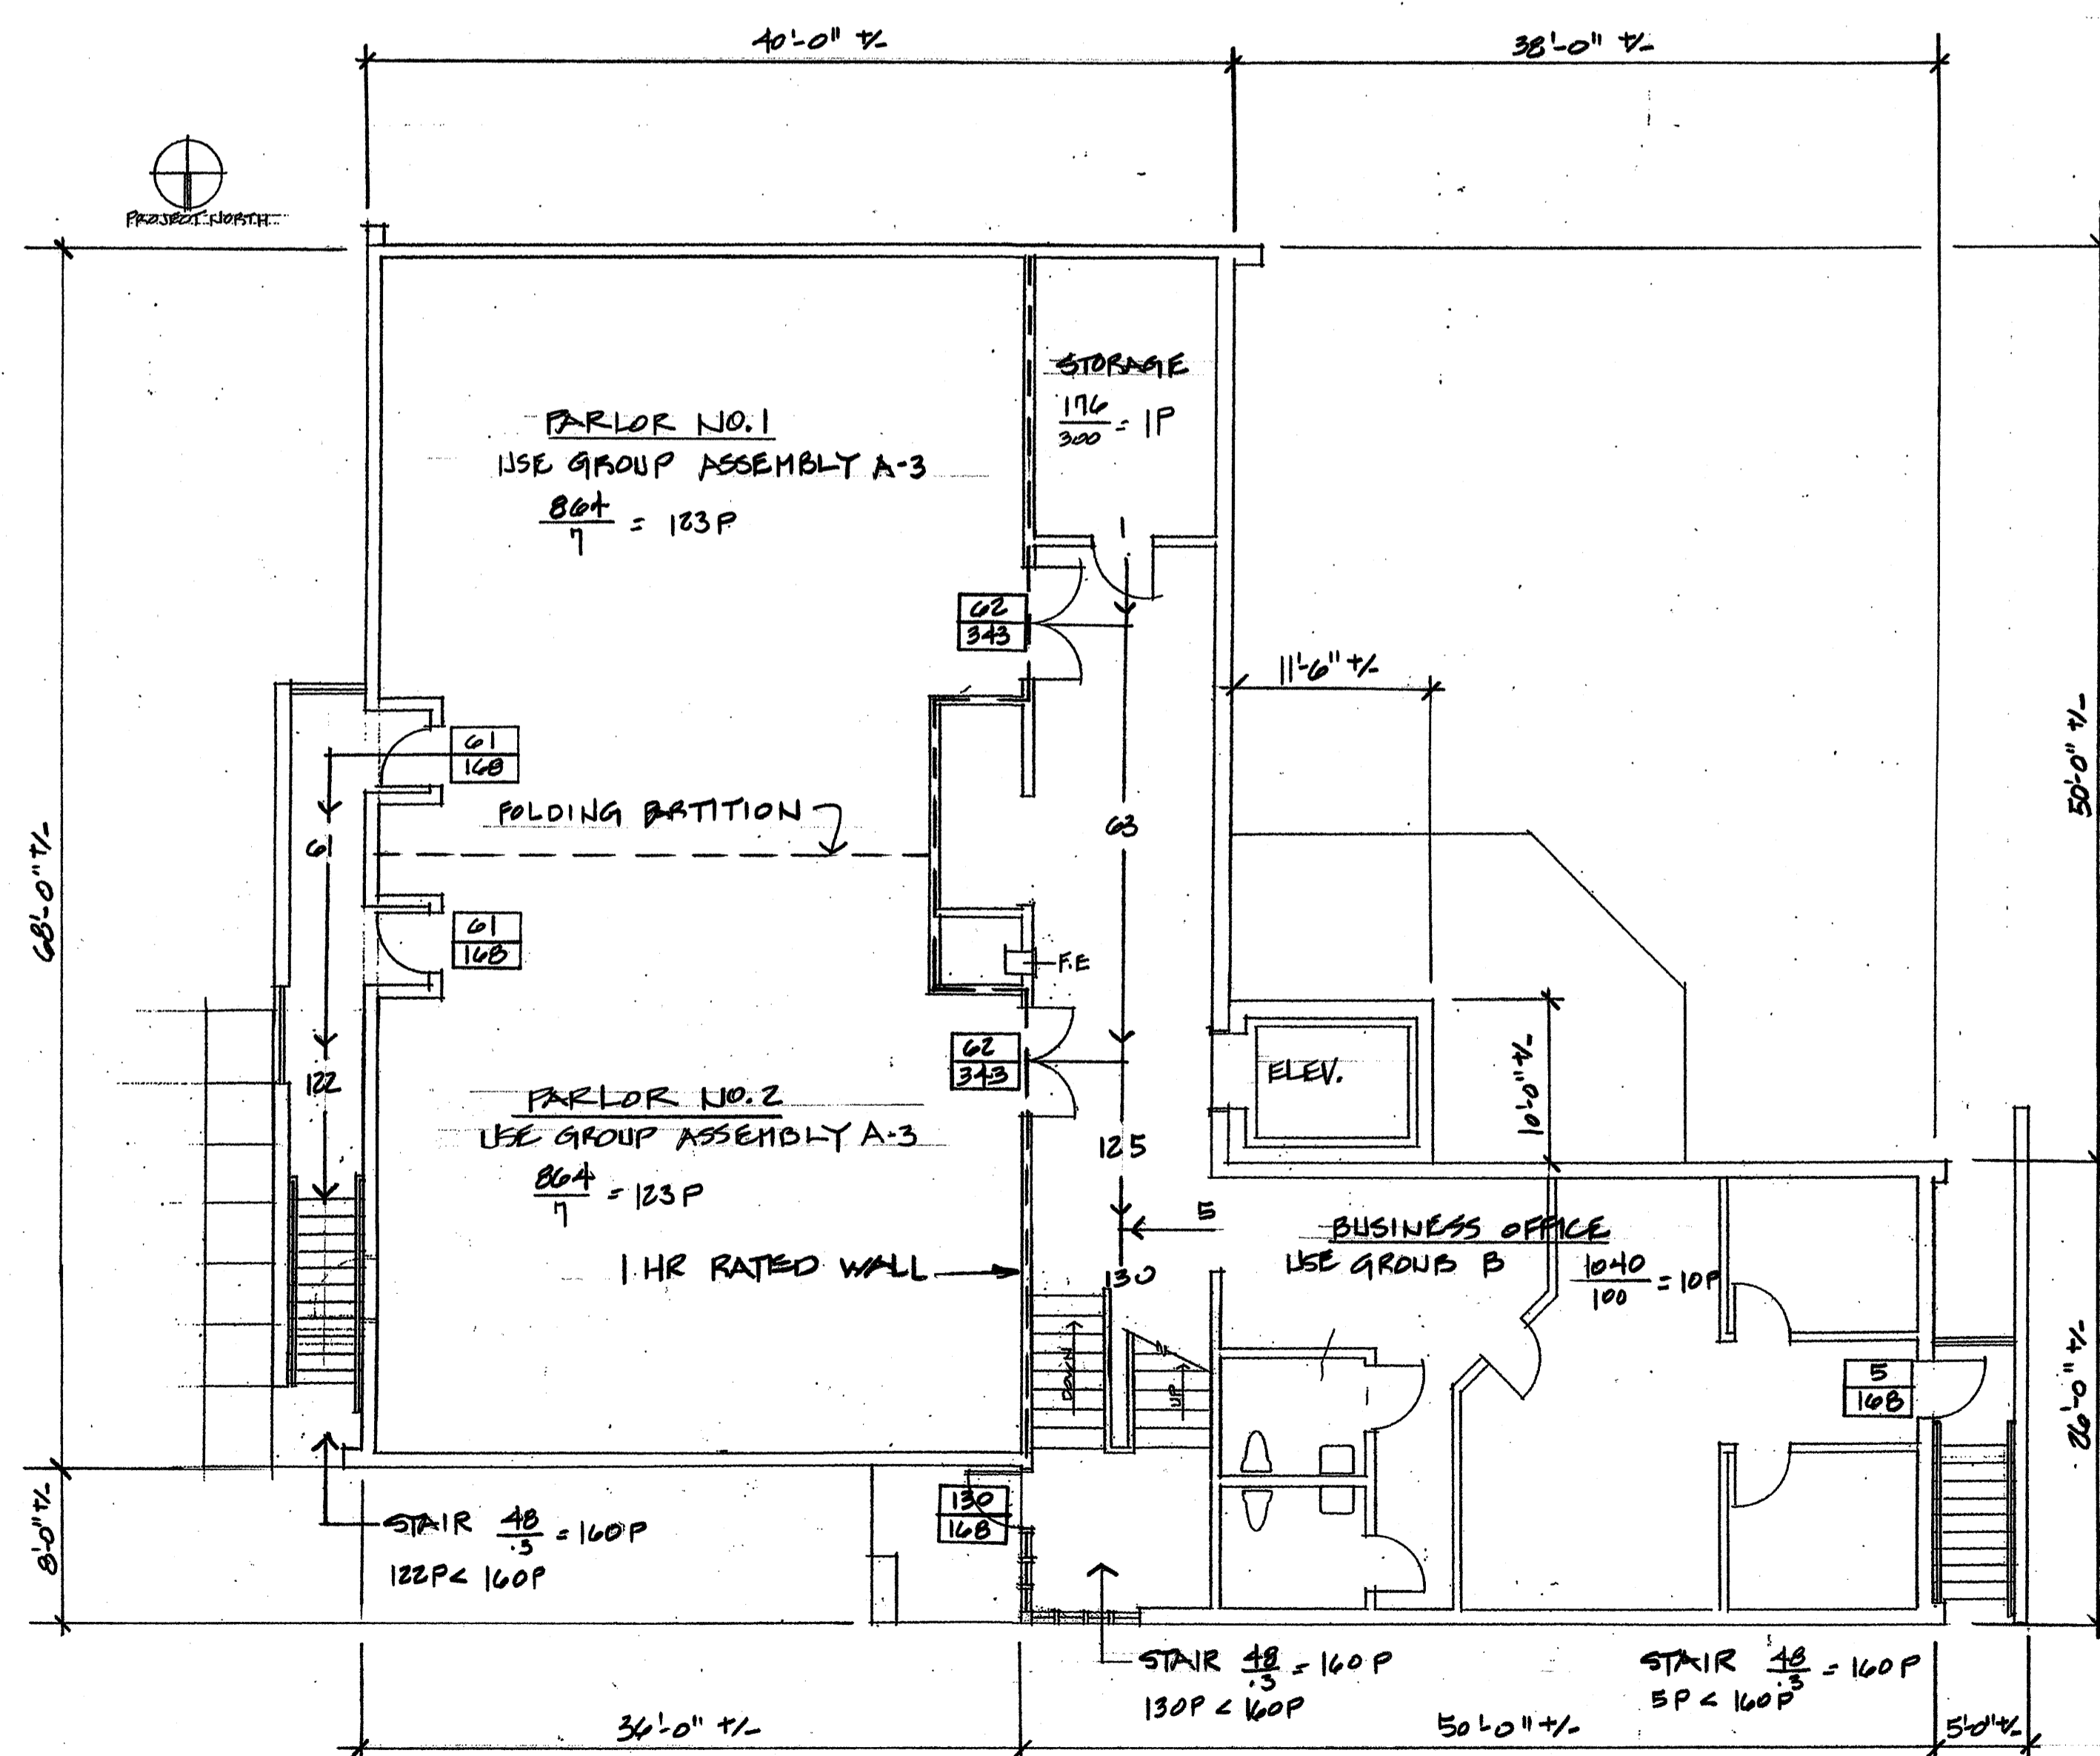 40'-0" +/-
38'-0" +/-
PROJECT NORTH
STORAGE
176
300 = 1P
PARLOR NO.1
USE GROUP ASSEMBLY A-3
864
7 = 123P
62
343
1
11'-6" +/-
50'-0" +/-
61
168
FOLDING PARTITION
61
63
68'-0" +/-
61
168
F.E
62
343
ELEV.
10'-0" +/-
122
PARLOR NO.2
USE GROUP ASSEMBLY A-3
864
7 = 123P
125
5
BUSINESS OFFICE
USE GROUP B
1040
100 = 10P
1 HR RATED WALL
130
DOWN
UP
5
168
26'-0" +/-
130
168
8'-0" +/-
STAIR 48
.3 = 160P
122P < 160P
STAIR 48
.3 = 160P
130P < 160P
STAIR 48
.3 = 160P
5P < 160P
36'-0" +/-
50'-0" +/-
5'-0" +/-